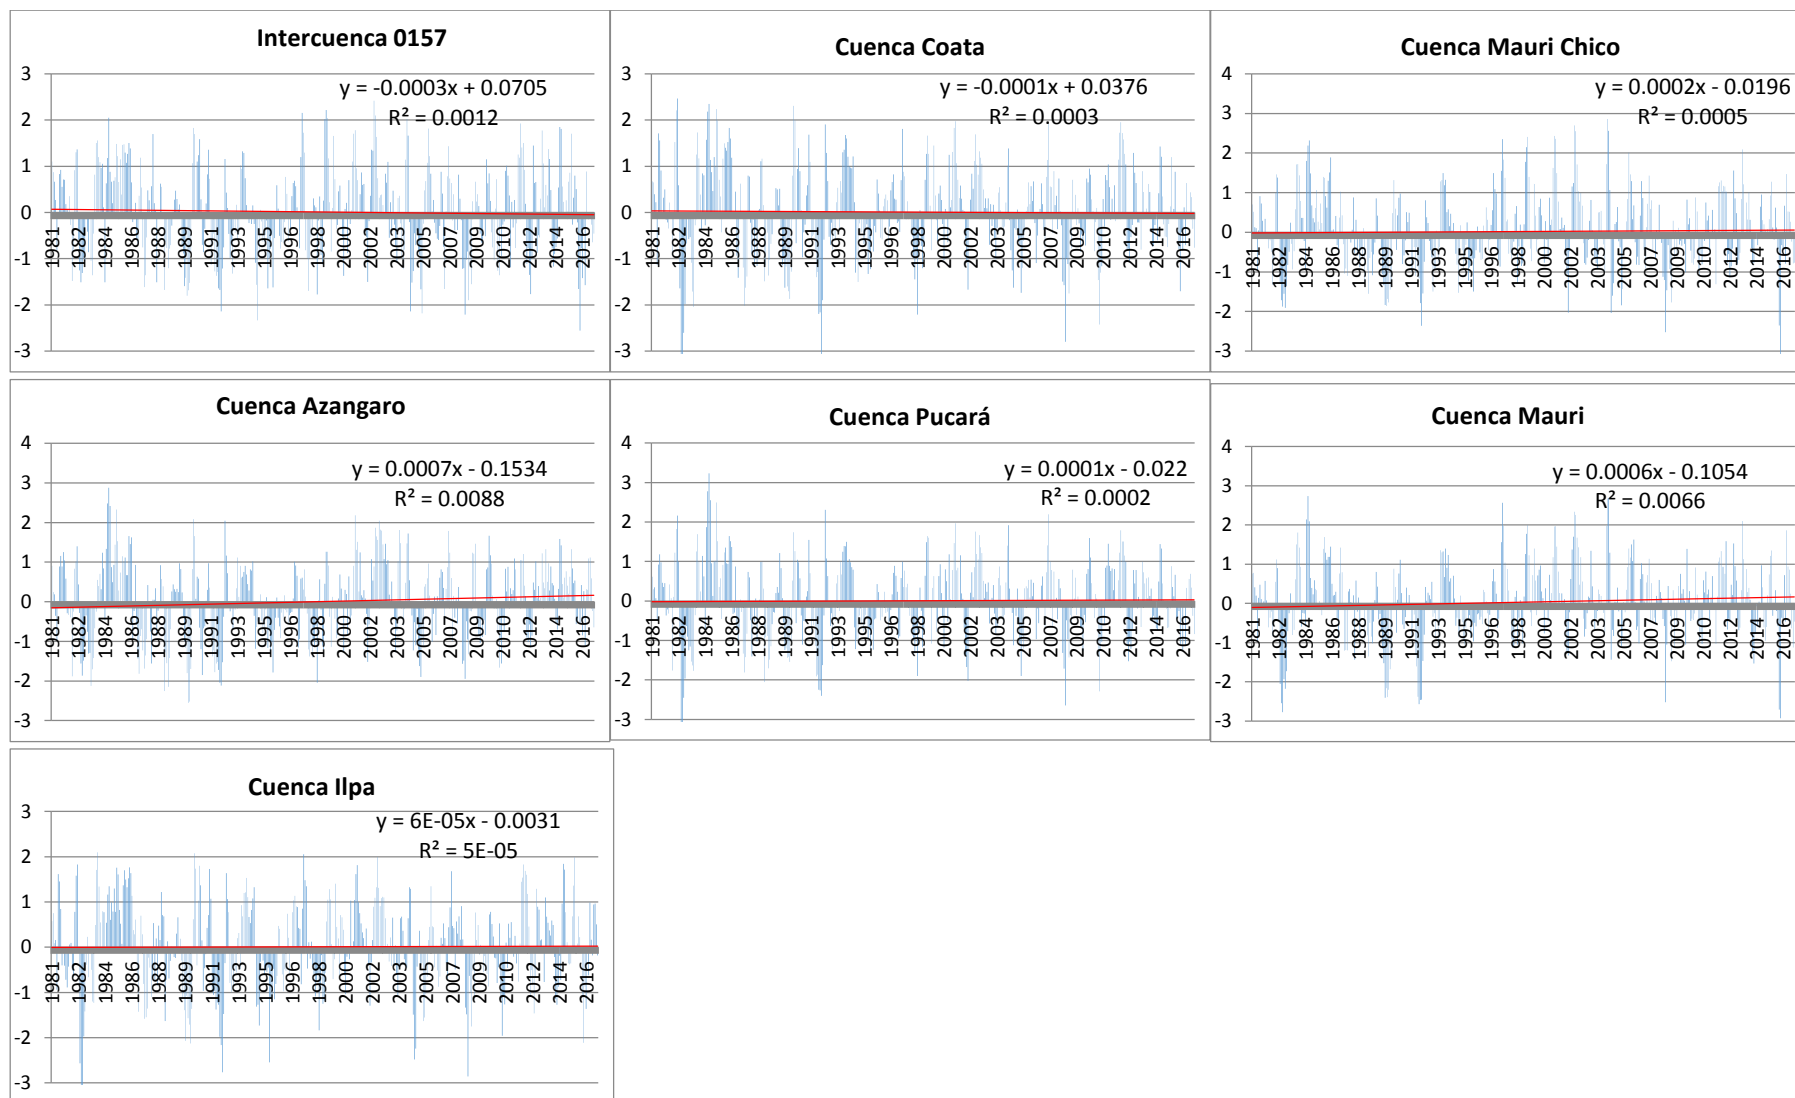 Intercuenca 0157
y = -0.0003x + 0.0705
R² = 0.0012
3
2
1
0
-1
-2
-3
1981 1982 1984 1986 1988 1989 1991 1993 1995 1996 1998 2000 2002 2003 2005 2007 2009 2010 2012 2014 2016
Cuenca Coata
y = -0.0001x + 0.0376
R² = 0.0003
3
2
1
0
-1
-2
-3
1981 1982 1984 1986 1988 1989 1991 1993 1995 1996 1998 2000 2002 2003 2005 2007 2009 2010 2012 2014 2016
Cuenca Mauri Chico
y = 0.0002x - 0.0196
R² = 0.0005
4
3
2
1
0
-1
-2
-3
1981 1982 1984 1986 1988 1989 1991 1993 1995 1996 1998 2000 2002 2003 2005 2007 2009 2010 2012 2014 2016
Cuenca Azangaro
y = 0.0007x - 0.1534
R² = 0.0088
4
3
2
1
0
-1
-2
-3
1981 1982 1984 1986 1988 1989 1991 1993 1995 1996 1998 2000 2002 2003 2005 2007 2009 2010 2012 2014 2016
Cuenca Pucará
y = 0.0001x - 0.022
R² = 0.0002
4
3
2
1
0
-1
-2
-3
1981 1982 1984 1986 1988 1989 1991 1993 1995 1996 1998 2000 2002 2003 2005 2007 2009 2010 2012 2014 2016
Cuenca Mauri
y = 0.0006x - 0.1054
R² = 0.0066
4
3
2
1
0
-1
-2
-3
1981 1982 1984 1986 1988 1989 1991 1993 1995 1996 1998 2000 2002 2003 2005 2007 2009 2010 2012 2014 2016
Cuenca Ilpa
y = 6E-05x - 0.0031
R² = 5E-05
3
2
1
0
-1
-2
-3
1981 1982 1984 1986 1988 1989 1991 1993 1995 1996 1998 2000 2002 2003 2005 2007 2009 2010 2012 2014 2016